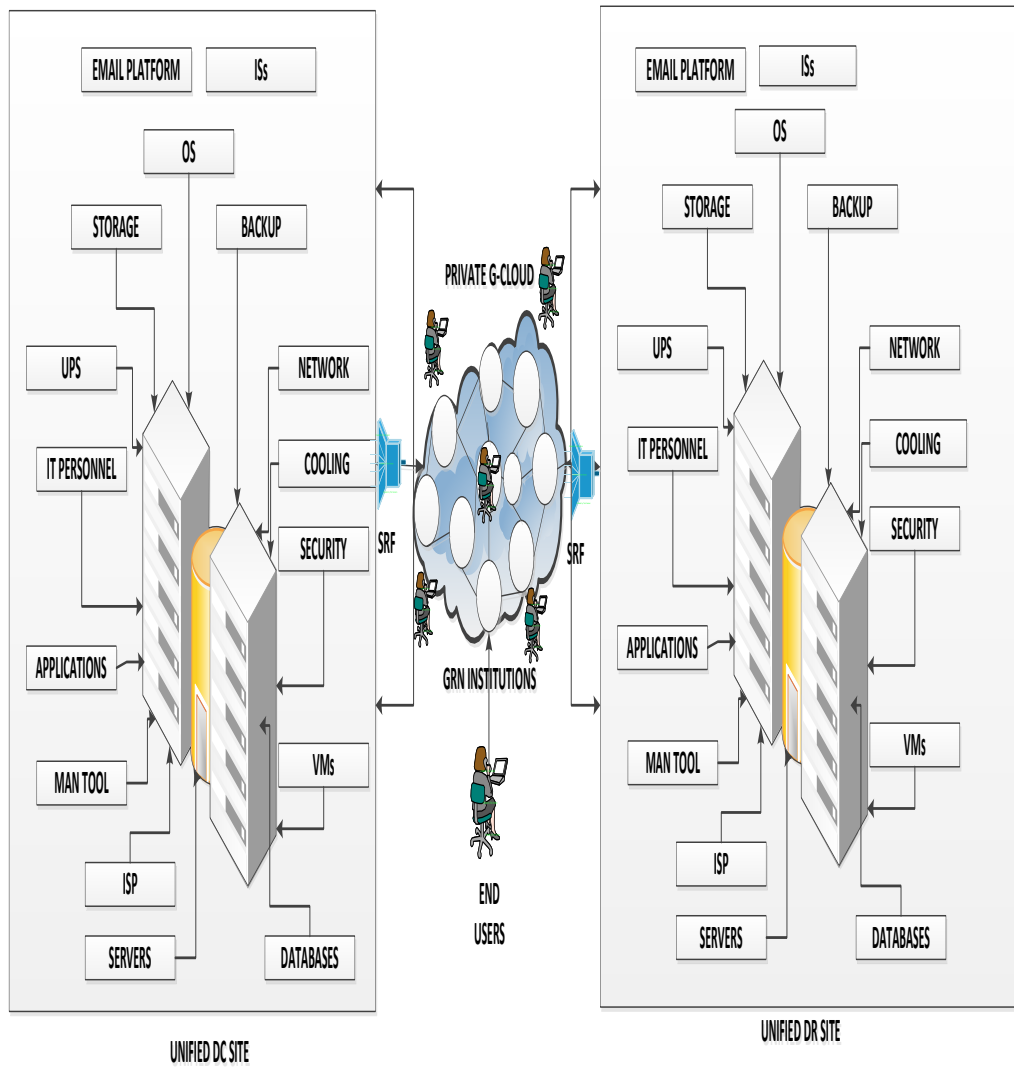 EMAIL PLATFORM
ISs
OS
STORAGE
BACKUP
UPS
NETWORK
IT PERSONNEL
COOLING
SECURITY
APPLICATIONS
MAN TOOL
VMs
ISP
SERVERS
DATABASES
UNIFIED DC SITE
PRIVATE G-CLOUD
SRF
SRF
GRN INSTITUTIONS
END
USERS
EMAIL PLATFORM
ISs
OS
STORAGE
BACKUP
UPS
NETWORK
IT PERSONNEL
COOLING
SECURITY
APPLICATIONS
MAN TOOL
VMs
ISP
SERVERS
DATABASES
UNIFIED DR SITE